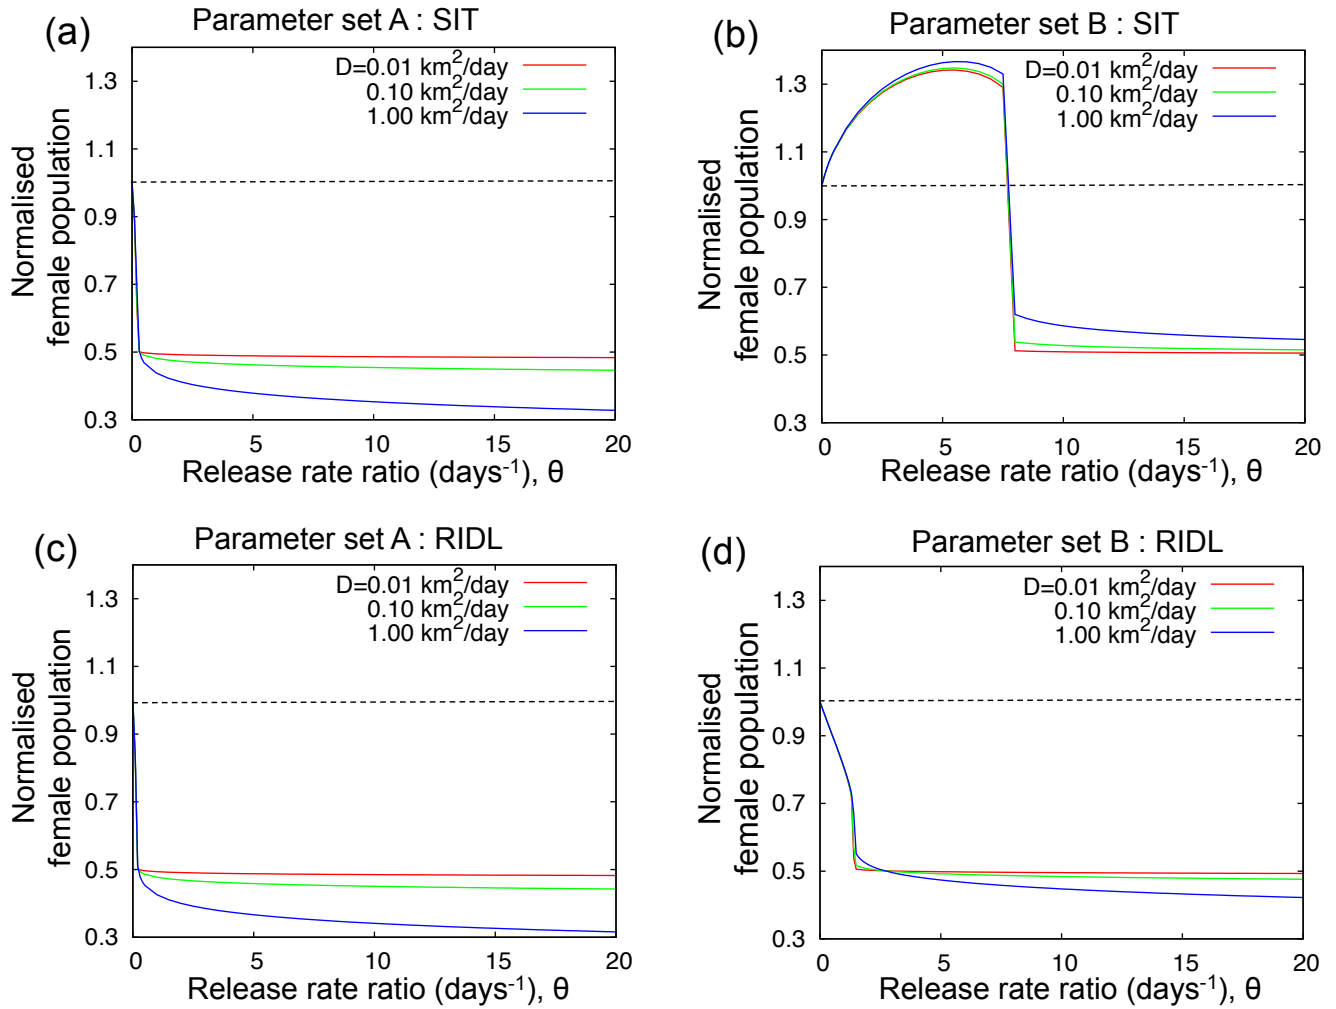 (a)
Parameter set A : SIT
D=0.01 km²/day
0.10 km²/day
1.00 km²/day
Normalised
female population
1.3
1.1
0.9
0.7
0.5
0.3
0 5 10 15 20
Release rate ratio (days⁻¹), θ
(b)
Parameter set B : SIT
D=0.01 km²/day
0.10 km²/day
1.00 km²/day
Normalised
female population
1.3
1.1
0.9
0.7
0.5
0.3
0 5 10 15 20
Release rate ratio (days⁻¹), θ
(c)
Parameter set A : RIDL
D=0.01 km²/day
0.10 km²/day
1.00 km²/day
Normalised
female population
1.3
1.1
0.9
0.7
0.5
0.3
0 5 10 15 20
Release rate ratio (days⁻¹), θ
(d)
Parameter set B : RIDL
D=0.01 km²/day
0.10 km²/day
1.00 km²/day
Normalised
female population
1.3
1.1
0.9
0.7
0.5
0.3
0 5 10 15 20
Release rate ratio (days⁻¹), θ